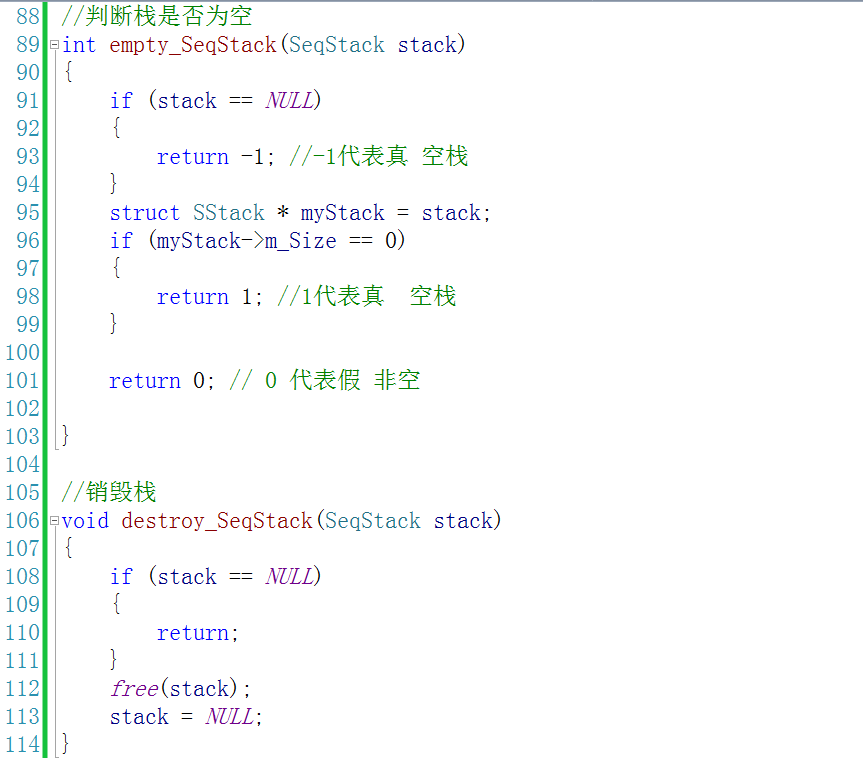 88 //判断栈是否为空
89 int empty_SeqStack(SeqStack stack)
90 {
91     if (stack == NULL)
92     {
93         return -1; //-1代表真 空栈
94     }
95     struct SStack * myStack = stack;
96     if (myStack->m_Size == 0)
97     {
98         return 1; //1代表真  空栈
99     }
100
101     return 0; // 0 代表假 非空
102
103 }
104
105 //销毁栈
106 void destroy_SeqStack(SeqStack stack)
107 {
108     if (stack == NULL)
109     {
110         return;
111     }
112     free(stack);
113     stack = NULL;
114 }